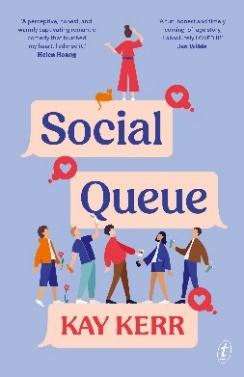 'A perceptive, honest, and
warmly captivating romantic
comedy that touched
my heart. I adored it.'
Helen Hoang
'A fun, honest and timely
coming-of-age story.
I absolutely LOVED it!'
Jen Wilde
Social
Queue
KAY KERR
t